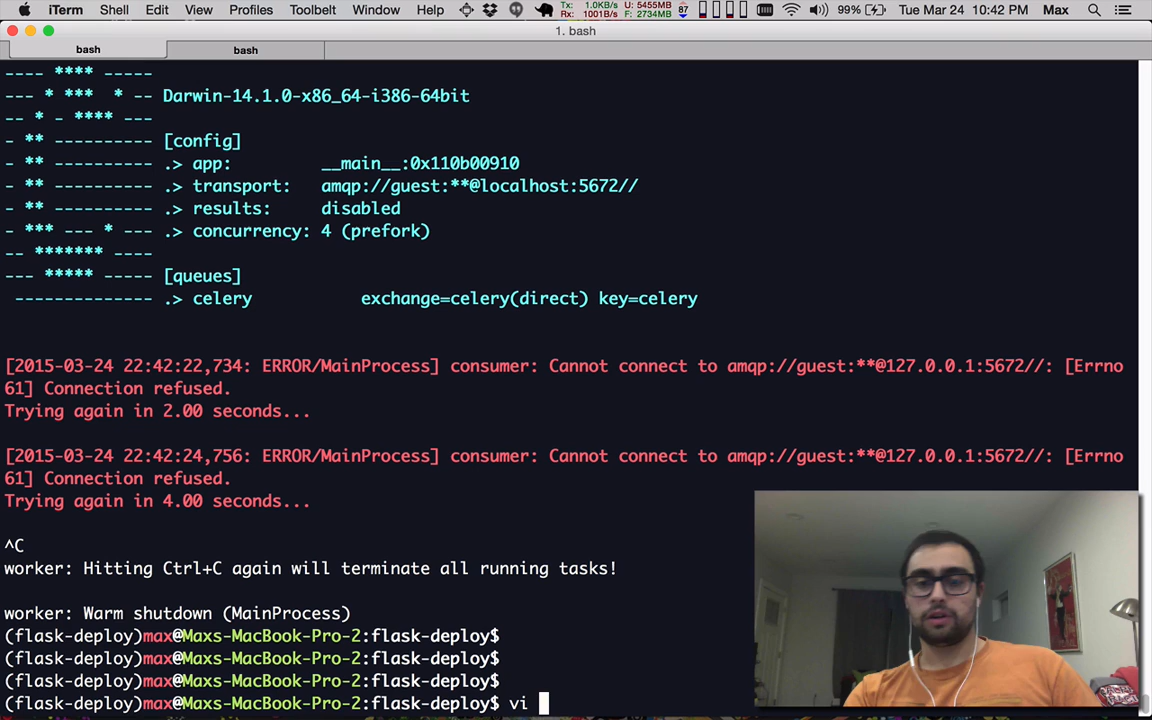 iTerm Shell Edit View Profiles Toolbelt Window Help Tx: 1.0KB/s U: 5455MB 87 99% Tue Mar 24 10:42 PM Max
Rx: 1001B/s F: 2734MB
1. bash
bash bash
---- **** -----
--- * ***  * -- Darwin-14.1.0-x86_64-i386-64bit
-- * - **** ---
- ** ---------- [config]
- ** ---------- .> app:         __main__:0x110b00910
- ** ---------- .> transport:   amqp://guest:**@localhost:5672//
- ** ---------- .> results:     disabled
- *** --- * --- .> concurrency: 4 (prefork)
-- ******* ----
--- ***** ----- [queues]
 -------------- .> celery           exchange=celery(direct) key=celery
[2015-03-24 22:42:22,734: ERROR/MainProcess] consumer: Cannot connect to amqp://guest:**@127.0.0.1:5672//: [Errno
61] Connection refused.
Trying again in 2.00 seconds...
[2015-03-24 22:42:24,756: ERROR/MainProcess] consumer: Cannot connect to amqp://guest:**@127.0.0.1:5672//: [Errno
61] Connection refused.
Trying again in 4.00 seconds...
^C
worker: Hitting Ctrl+C again will terminate all running tasks!
worker: Warm shutdown (MainProcess)
(flask-deploy)max@Maxs-MacBook-Pro-2:flask-deploy$
(flask-deploy)max@Maxs-MacBook-Pro-2:flask-deploy$
(flask-deploy)max@Maxs-MacBook-Pro-2:flask-deploy$
(flask-deploy)max@Maxs-MacBook-Pro-2:flask-deploy$ vi